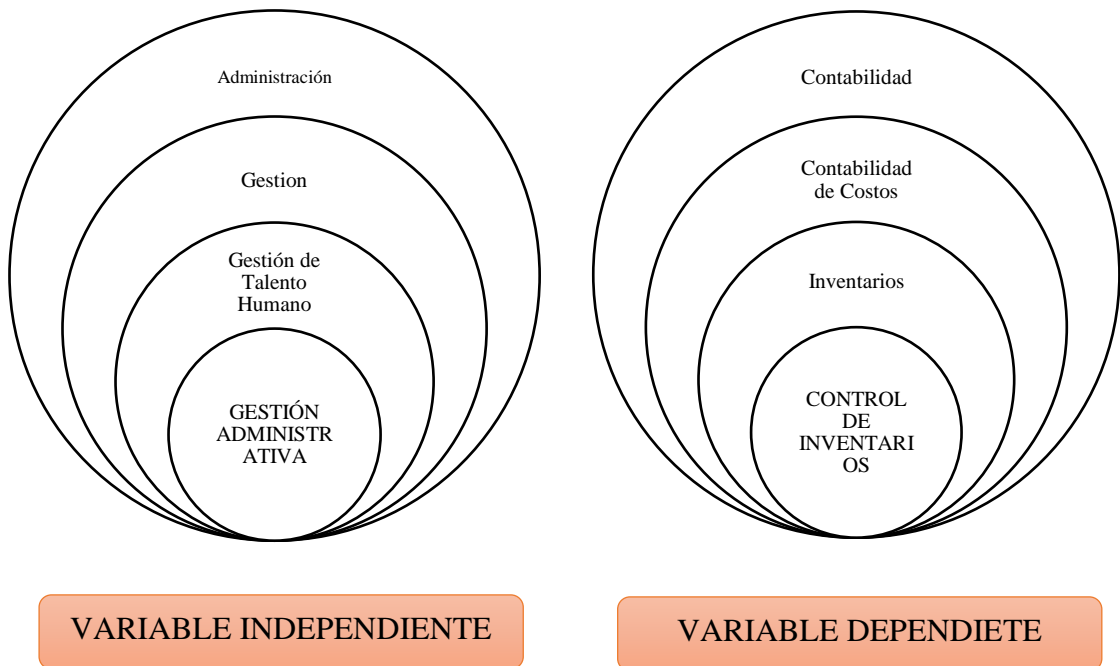 Administración
Gestion
Gestión de
Talento
Humano
GESTIÓN
ADMINISTR
ATIVA
VARIABLE INDEPENDIENTE
Contabilidad
Contabilidad
de Costos
Inventarios
CONTROL
DE
INVENTARI
OS
VARIABLE DEPENDIETE